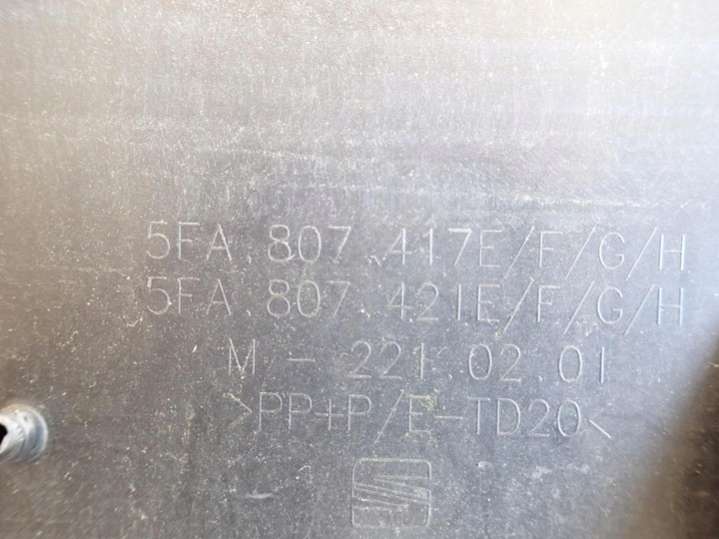 5FA.807.417E/F/G/H
5FA.807.421E/F/G/H
M - 221.02.01
>PP+P/E-TD20<